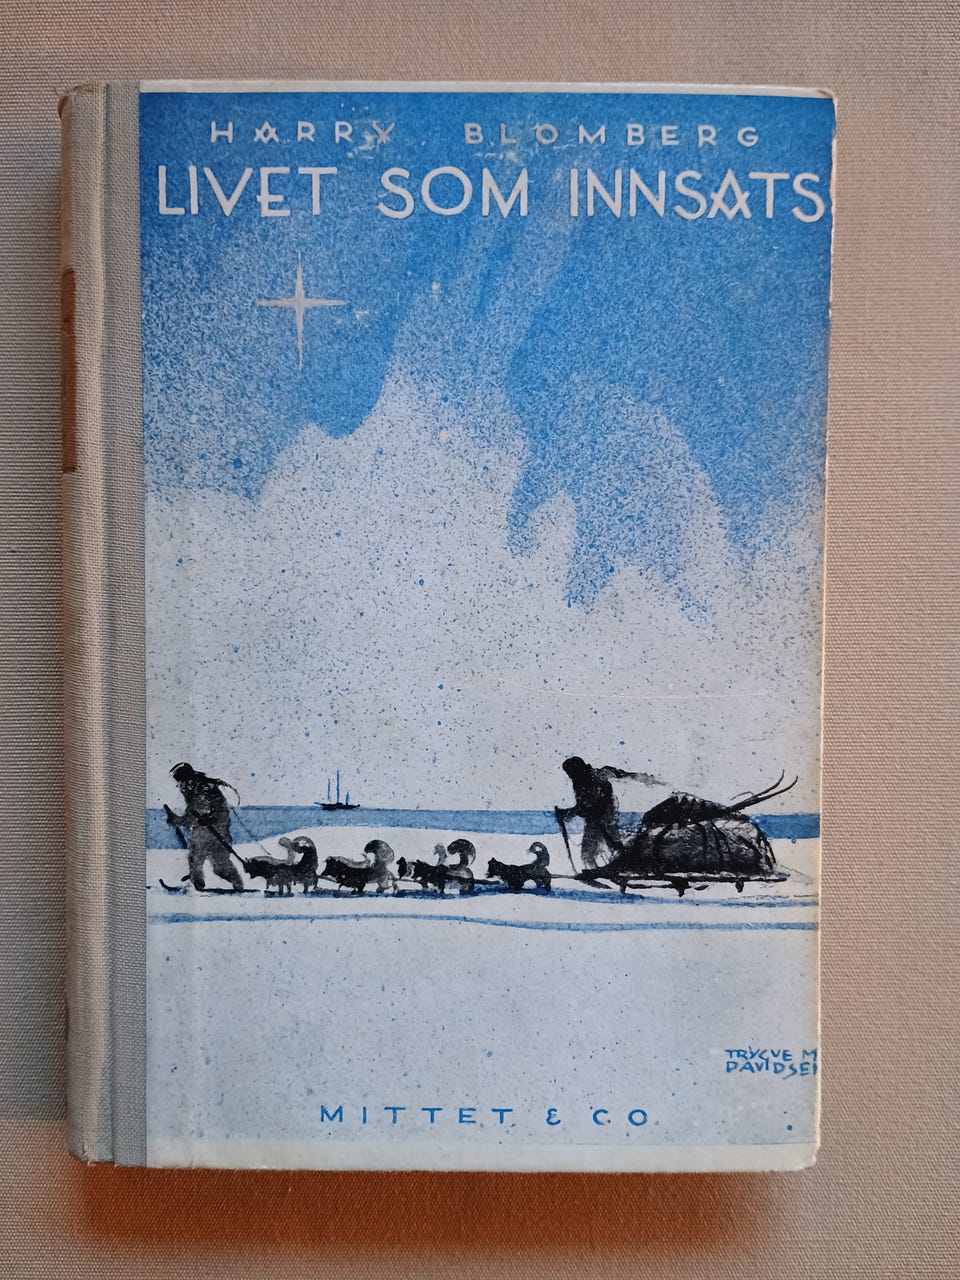 HARRY BLOMBERG
LIVET SOM INNSATS
TRYGVE M
DAVIDSEN
MITTET & CO